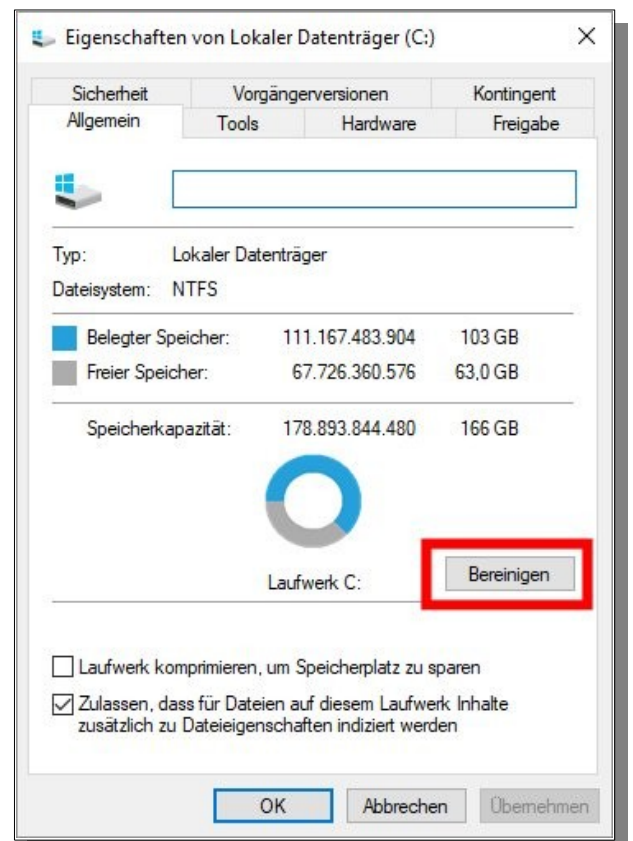 Eigenschaften von Lokaler Datenträger (C:)
Sicherheit Vorgängerversionen Kontingent
Allgemein Tools Hardware Freigabe
Typ: Lokaler Datenträger
Dateisystem: NTFS
Belegter Speicher: 111.167.483.904 103 GB
Freier Speicher: 67.726.360.576 63,0 GB
Speicherkapazität: 178.893.844.480 166 GB
Laufwerk C: Bereinigen
Laufwerk komprimieren, um Speicherplatz zu sparen
Zulassen, dass für Dateien auf diesem Laufwerk Inhalte
zusätzlich zu Dateieigenschaften indiziert werden
OK Abbrechen Übernehmen